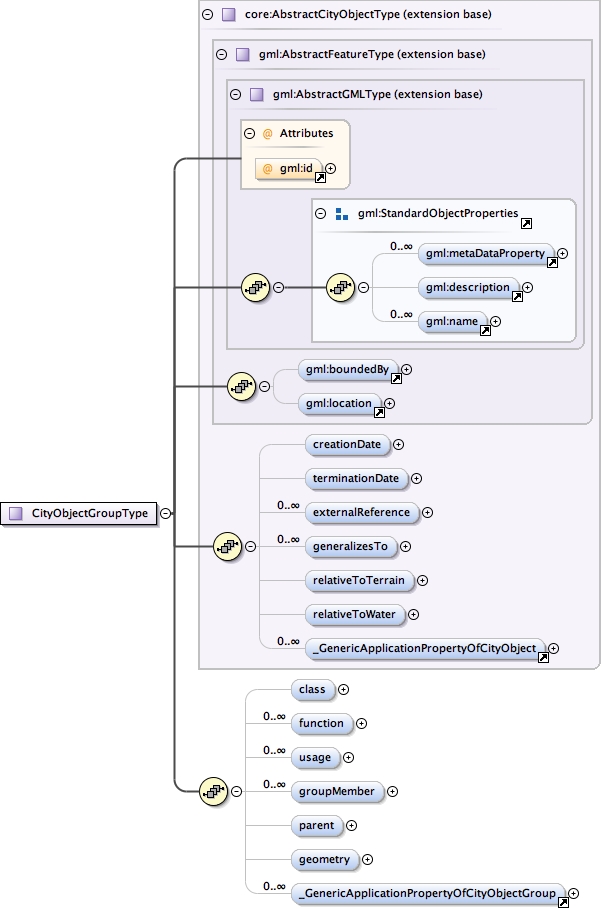 core:AbstractCityObjectType (extension base)
gml:AbstractFeatureType (extension base)
gml:AbstractGMLType (extension base)
@ Attributes
@ gml:id
gml:StandardObjectProperties
0..∞
gml:metaDataProperty
gml:description
0..∞
gml:name
gml:boundedBy
gml:location
creationDate
terminationDate
0..∞
externalReference
0..∞
generalizesTo
relativeToTerrain
relativeToWater
0..∞
_GenericApplicationPropertyOfCityObject
CityObjectGroupType
class
0..∞
function
0..∞
usage
0..∞
groupMember
parent
geometry
0..∞
_GenericApplicationPropertyOfCityObjectGroup